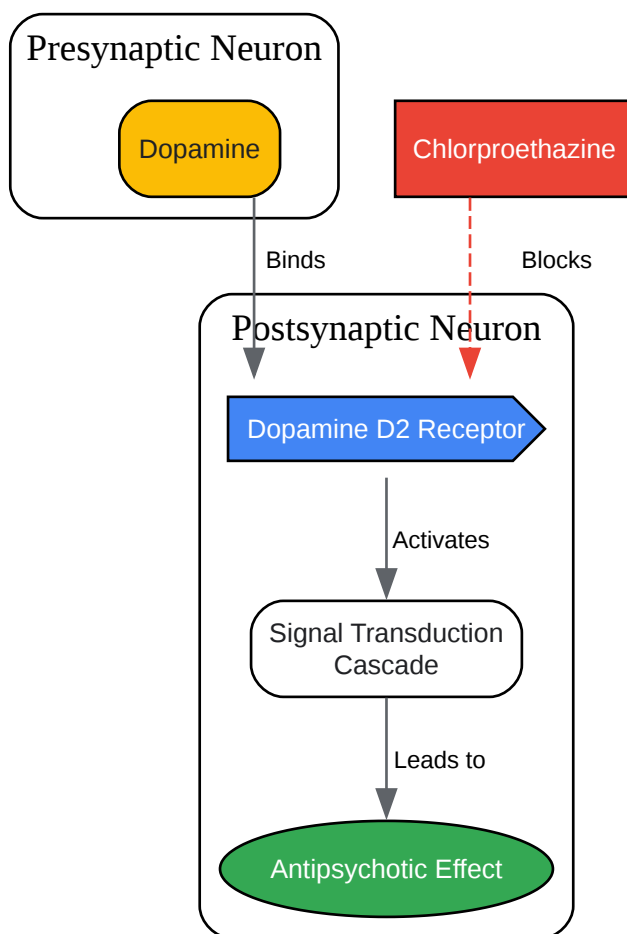 Presynaptic Neuron
Dopamine
Chlorproethazine
Binds
Blocks
Postsynaptic Neuron
Dopamine D2 Receptor
Activates
Signal Transduction
Cascade
Leads to
Antipsychotic Effect